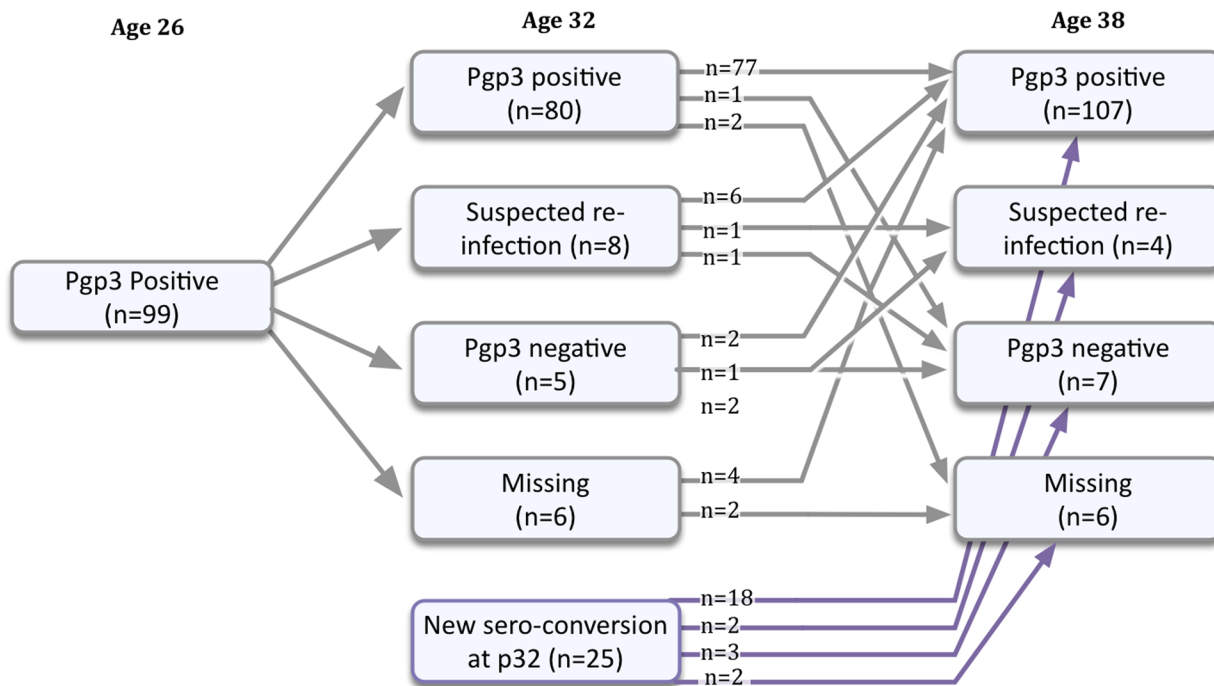 Age 26
Age 32
Age 38
Pgp3 Positive
(n=99)
Pgp3 positive
(n=80)
Suspected re-
infection (n=8)
Pgp3 negative
(n=5)
Missing
(n=6)
New sero-conversion
at p32 (n=25)
n=77
n=1
n=2
n=6
n=1
n=1
n=2
n=1
n=2
n=4
n=2
n=18
n=2
n=3
n=2
Pgp3 positive
(n=107)
Suspected re-
infection (n=4)
Pgp3 negative
(n=7)
Missing
(n=6)